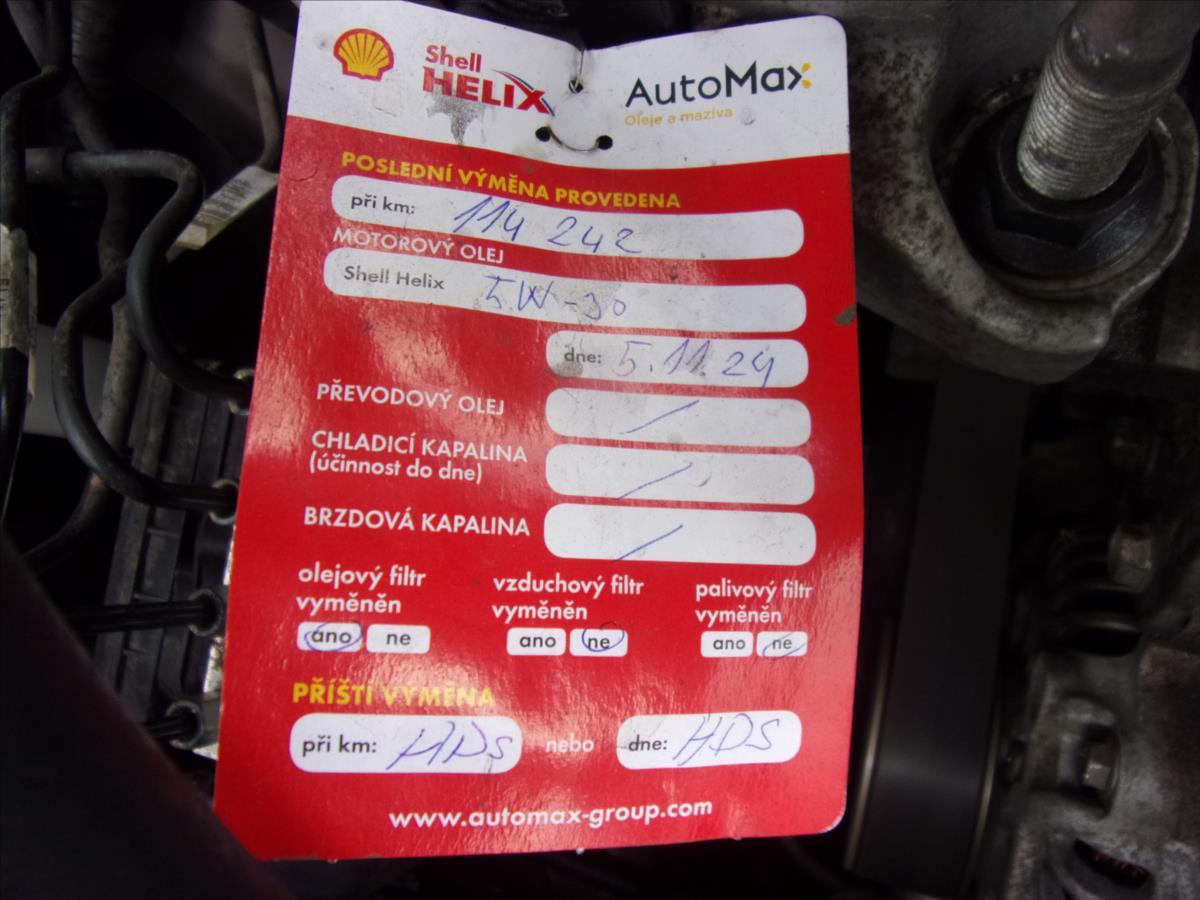 Shell
HELIX
AutoMax
Oleje a maziva
POSLEDNÍ VÝMĚNA PROVEDENA
při km: 114 242
MOTOROVÝ OLEJ
Shell Helix 5W-30
dne: 5.11.24
PŘEVODOVÝ OLEJ /
CHLADICÍ KAPALINA /
(účinnost do dne)
BRZDOVÁ KAPALINA /
olejový filtr vyměněn
ano ne
vzduchový filtr vyměněn
ano ne
palivový filtr vyměněn
ano ne
PŘÍŠTÍ VÝMĚNA
při km: HDS nebo dne: HDS
www.automax-group.com